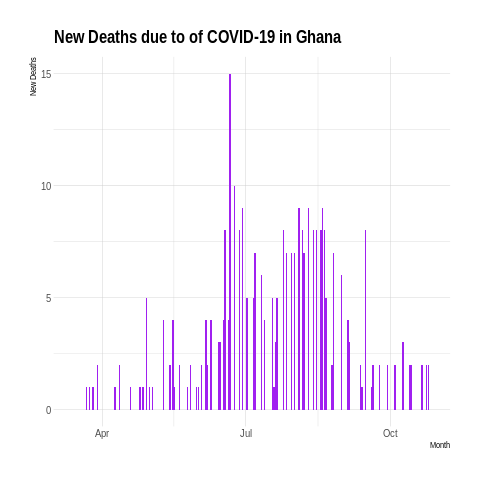 New Deaths due to of COVID-19 in Ghana
New Deaths
15
10
5
0
Apr
Jul
Oct
Month